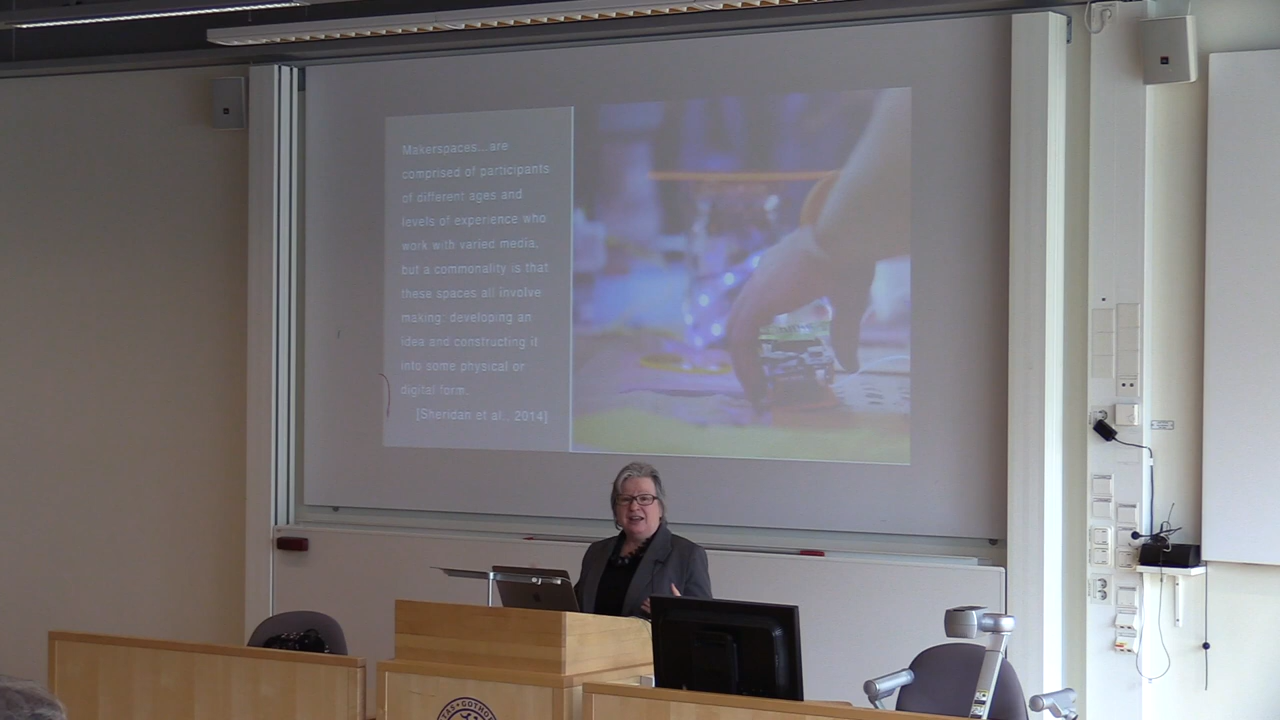 Makerspaces...are
comprised of participants
of different ages and
levels of experience who
work with varied media,
but a commonality is that
these spaces all involve
making: developing an
idea and constructing it
into some physical or
digital form.
[Sheridan et al., 2014]
TAS • GOTHO